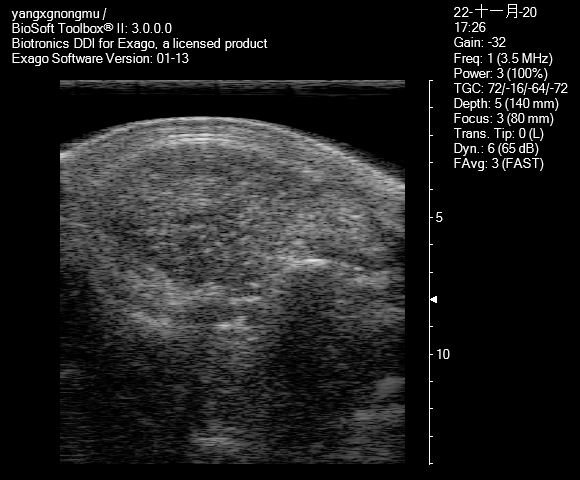 yangxgnongmu /
BioSoft Toolbox® II: 3.0.0.0
Biotronics DDI for Exago, a licensed product
Exago Software Version: 01-13
22-十一月-20
17:26
Gain: -32
Freq: 1 (3.5 MHz)
Power: 3 (100%)
TGC: 72/-16/-64/-72
Depth: 5 (140 mm)
Focus: 3 (80 mm)
Trans. Tip: 0 (L)
Dyn.: 6 (65 dB)
FAvg: 3 (FAST)
5
10